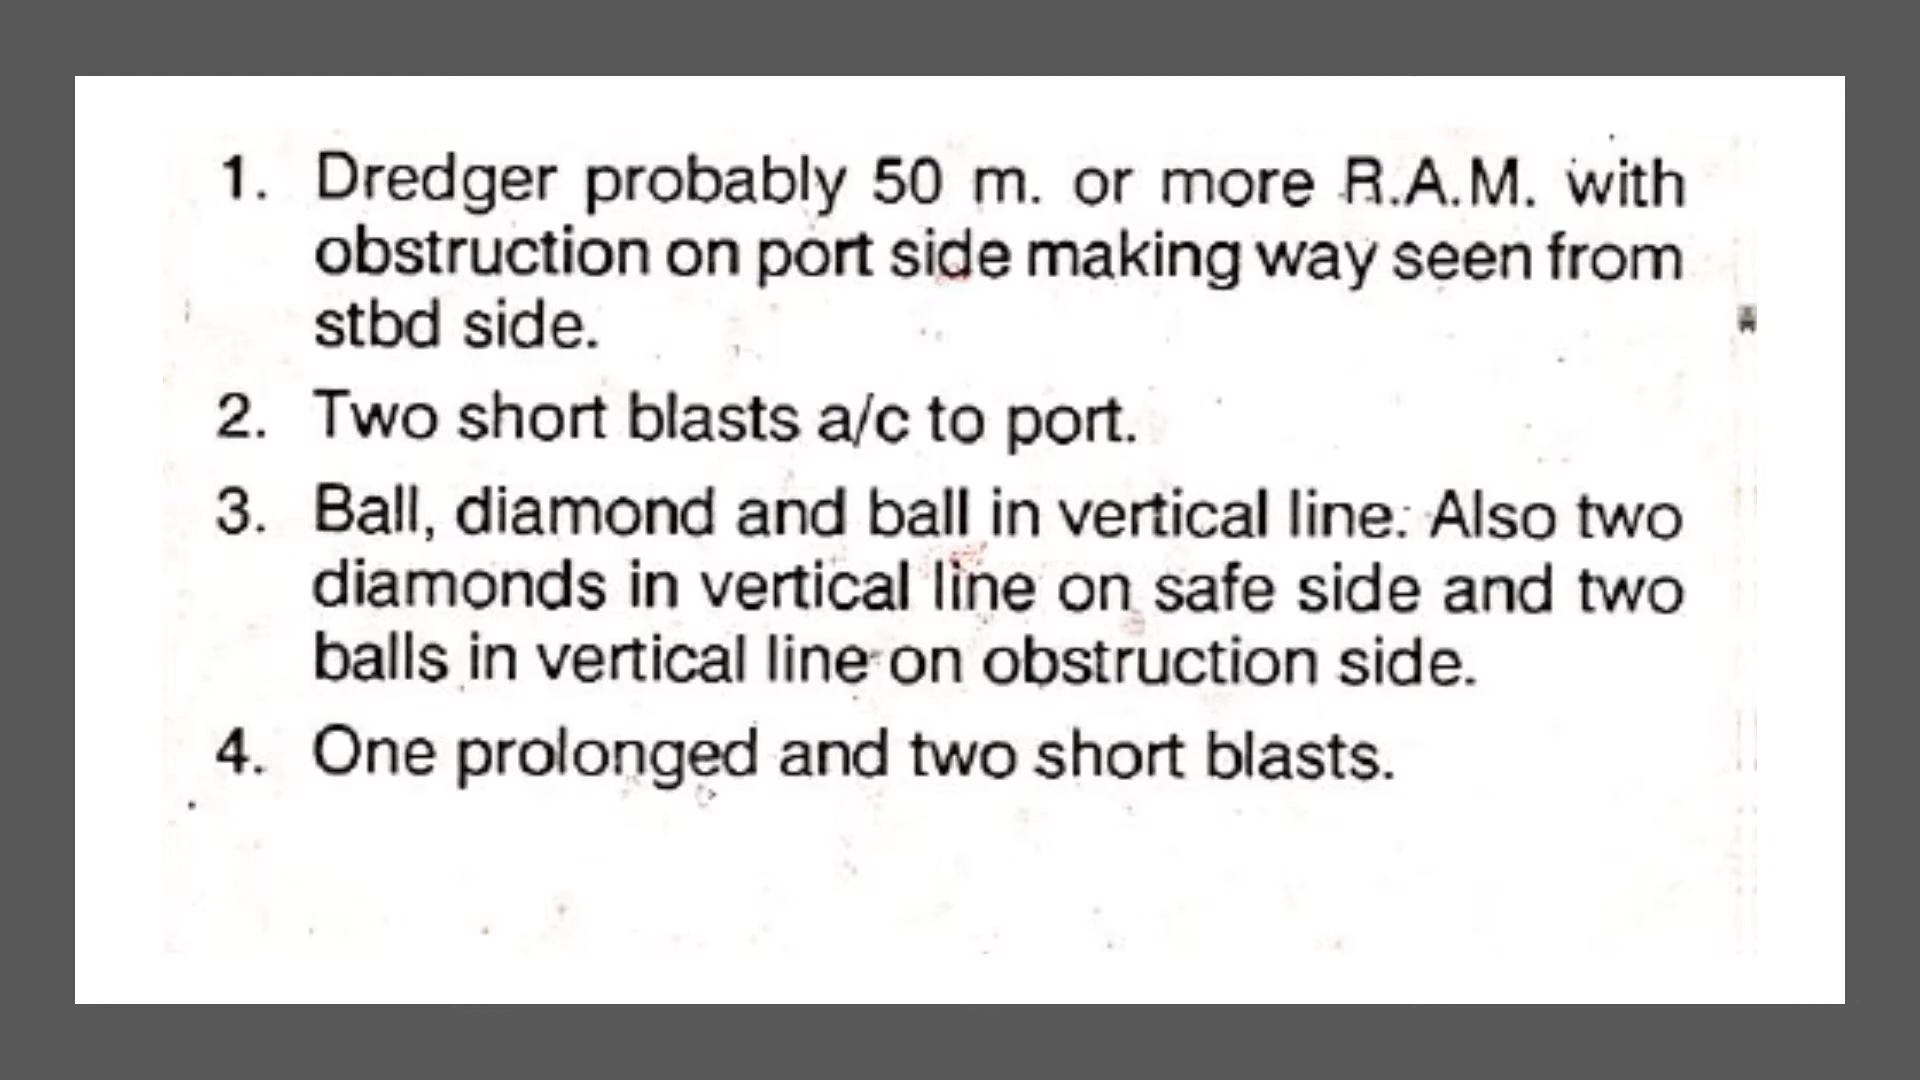 1. Dredger probably 50 m. or more R.A.M. with
obstruction on port side making way seen from
stbd side.
2. Two short blasts a/c to port.
3. Ball, diamond and ball in vertical line. Also two
diamonds in vertical line on safe side and two
balls in vertical line on obstruction side.
4. One prolonged and two short blasts.